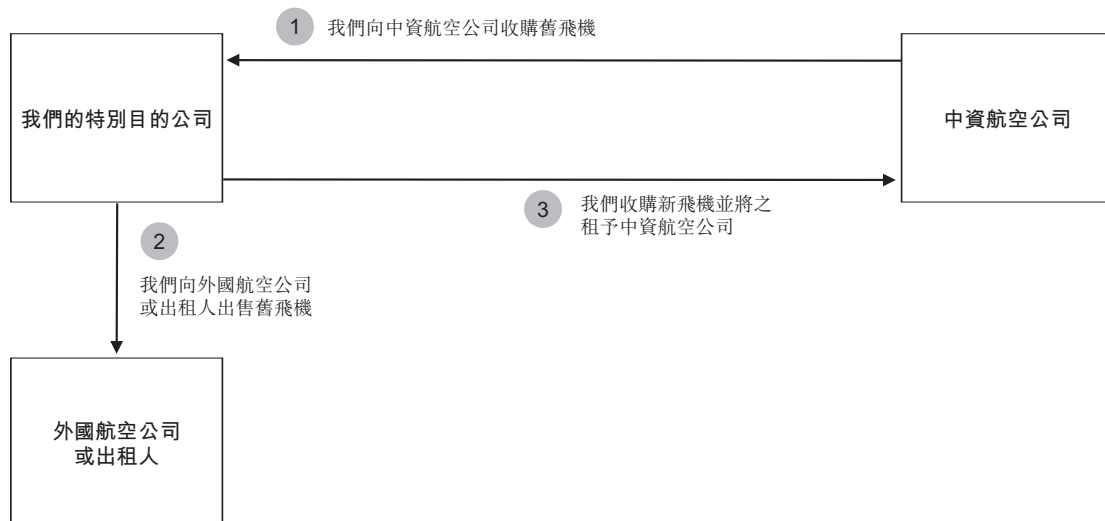 1
我們向中資航空公司收購舊飛機
我們的特別目的公司
中資航空公司
3
我們收購新飛機並將之
租予中資航空公司
2
我們向外國航空公司
或出租人出售舊飛機
外國航空公司
或出租人